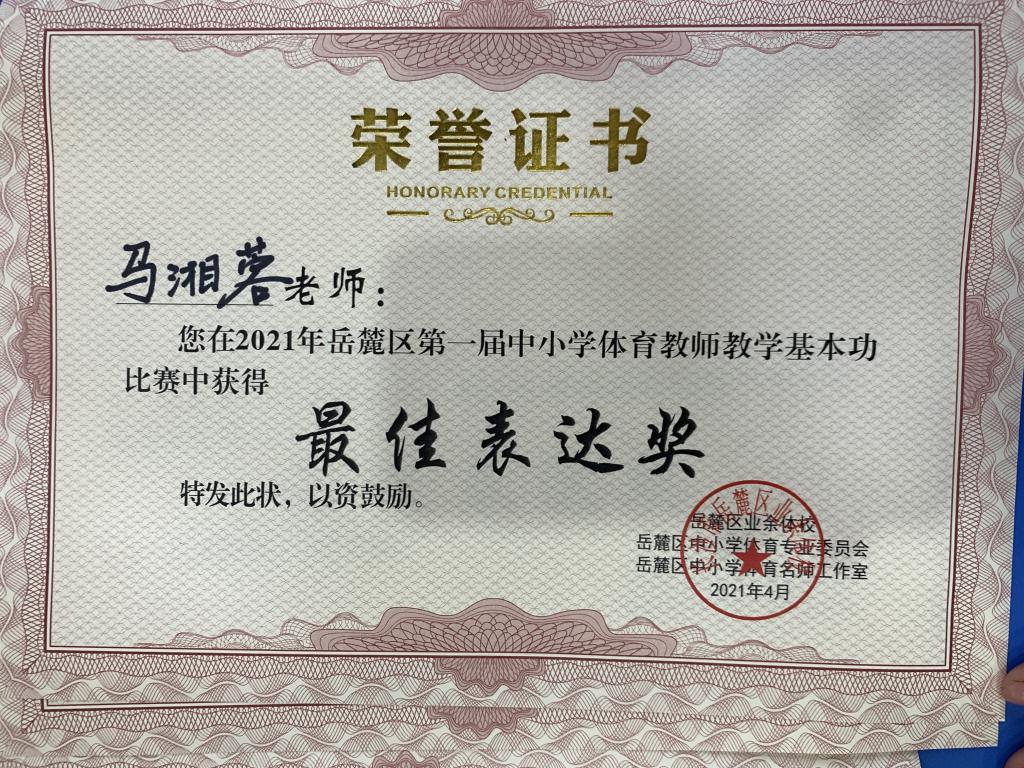 荣誉证书
HONORARY CREDENTIAL
马湘蓉老师：
您在2021年岳麓区第一届中小学体育教师教学基本功
比赛中获得
最佳表达奖
特发此状，以资鼓励。
岳麓区业余体校
岳麓区中小学体育专业委员会
岳麓区中小学体育名师工作室
2021年4月